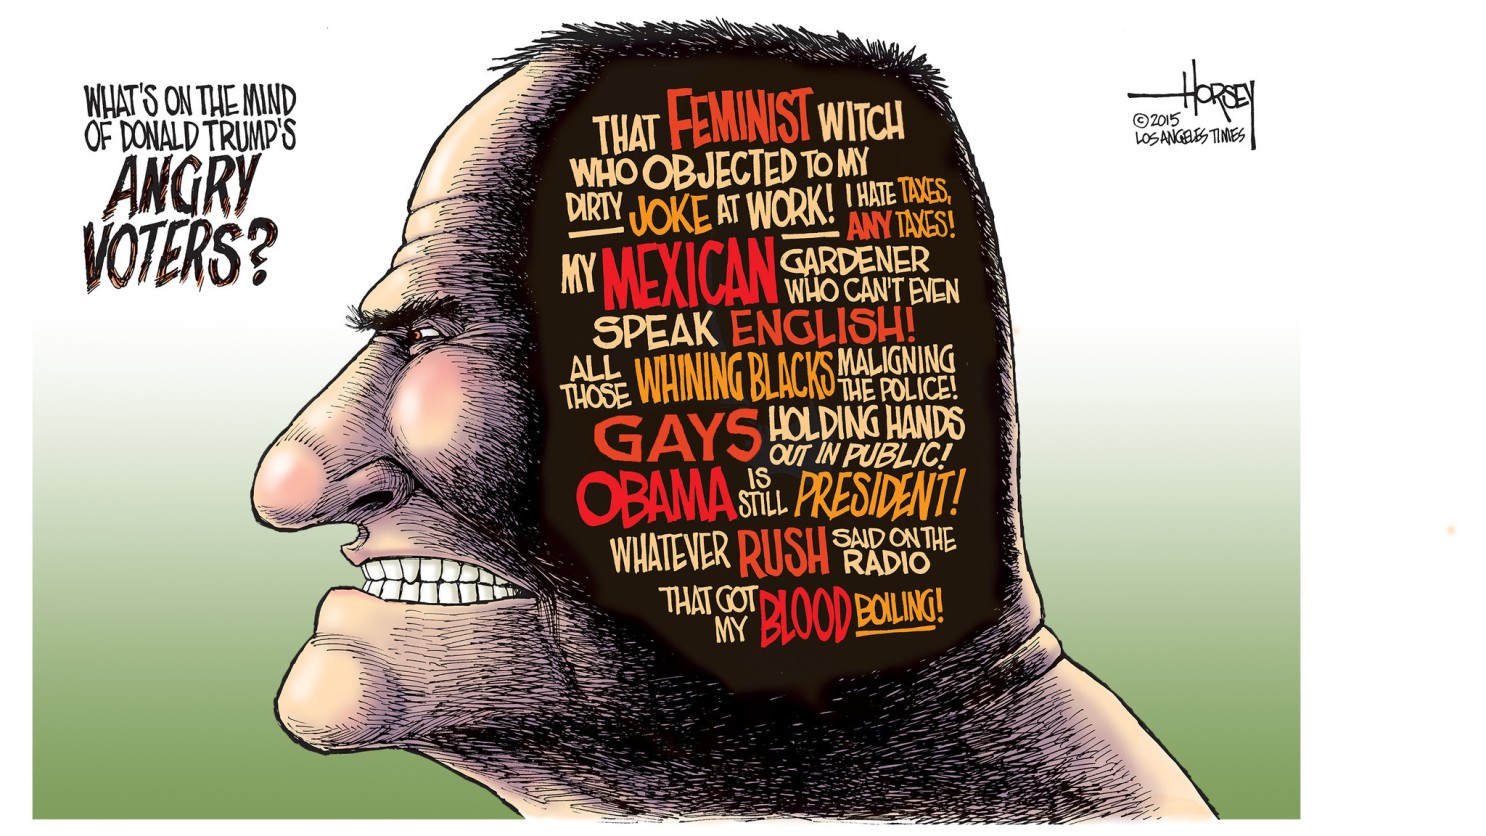 WHAT'S ON THE MIND
OF DONALD TRUMP'S
ANGRY
VOTERS?
HORSEY
© 2015
LOS ANGELES TIMES
THAT FEMINIST WITCH
WHO OBJECTED TO MY
DIRTY JOKE AT WORK!
I HATE TAXES,
ANY TAXES!
MY MEXICAN GARDENER
WHO CAN'T EVEN
SPEAK ENGLISH!
ALL
THOSE WHINING BLACKS MALIGNING
THE POLICE!
GAYS HOLDING HANDS
OUT IN PUBLIC!
OBAMA IS
STILL PRESIDENT!
WHATEVER RUSH SAID ON THE
RADIO
THAT GOT
MY BLOOD BOILING!